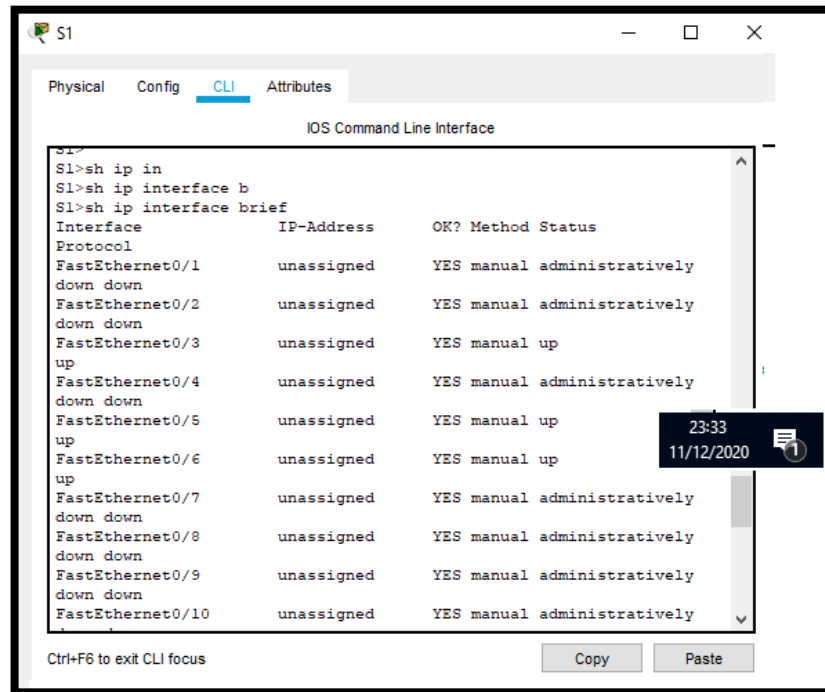 S1
Physical Config CLI Attributes
IOS Command Line Interface
S1>
S1>sh ip in
S1>sh ip interface b
S1>sh ip interface brief
Interface IP-Address OK? Method Status
Protocol
FastEthernet0/1 unassigned YES manual administratively
down down
FastEthernet0/2 unassigned YES manual administratively
down down
FastEthernet0/3 unassigned YES manual up
up
FastEthernet0/4 unassigned YES manual administratively
down down
FastEthernet0/5 unassigned YES manual up
up
FastEthernet0/6 unassigned YES manual up
up
FastEthernet0/7 unassigned YES manual administratively
down down
FastEthernet0/8 unassigned YES manual administratively
down down
FastEthernet0/9 unassigned YES manual administratively
down down
FastEthernet0/10 unassigned YES manual administratively
23:33
11/12/2020
1
Ctrl+F6 to exit CLI focus
Copy Paste